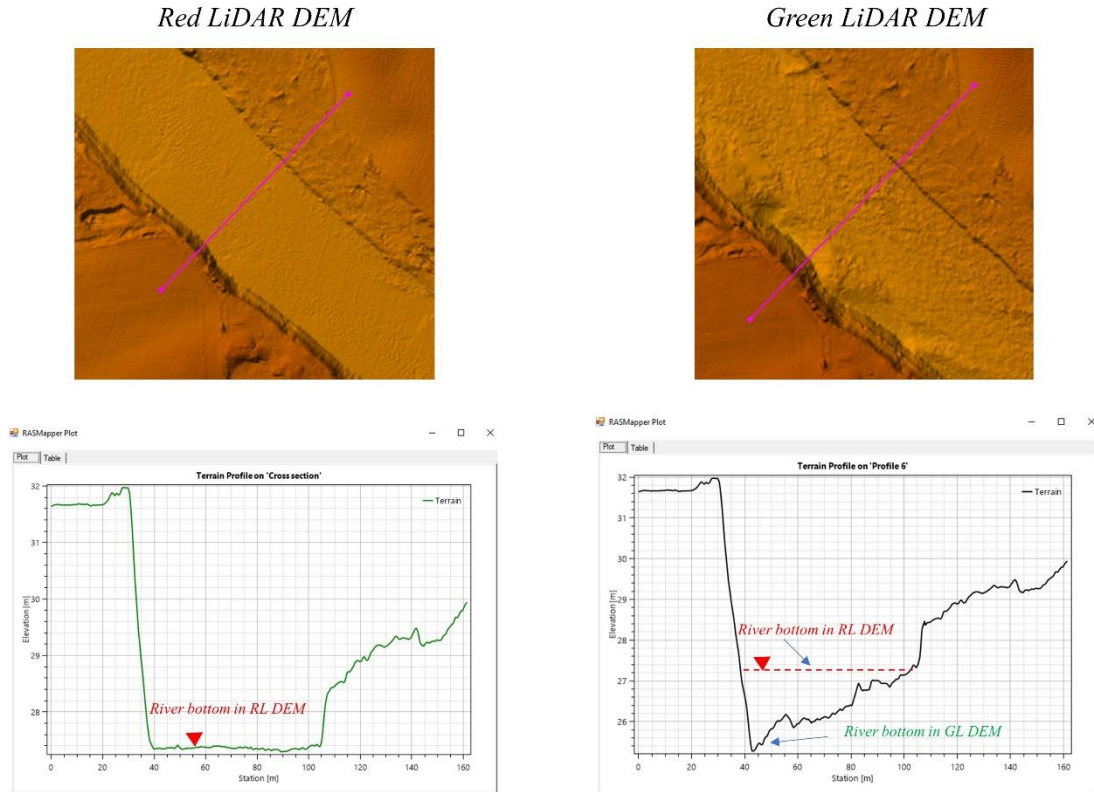 Red LiDAR DEM
Green LiDAR DEM
RASMapper Plot
Plot
Table
Terrain Profile on 'Cross section'
Terrain
Elevation [m]
32
31
30
29
28
River bottom in RL DEM
0
20
40
60
80
100
120
140
160
Station [m]
RASMapper Plot
Plot
Table
Terrain Profile on 'Profile 6'
Terrain
Elevation [m]
32
31
30
29
28
27
26
River bottom in RL DEM
River bottom in GL DEM
0
20
40
60
80
100
120
140
160
Station [m]